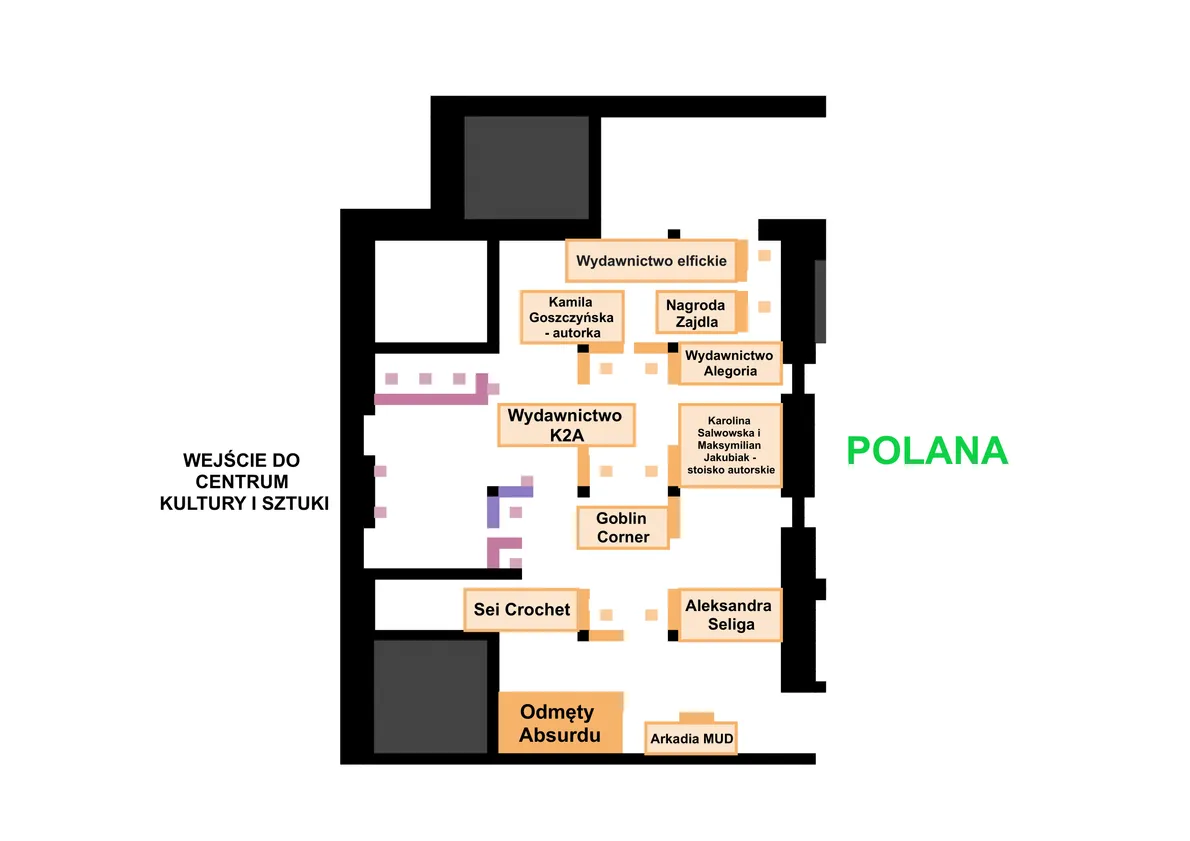 Wydawnictwo elfickie
Kamila
Goszczyńska
- autorka
Nagroda
Zajdla
Wydawnictwo
Alegoria
Wydawnictwo
K2A
Karolina
Salwowska i
Maksymilian
Jakubiak -
stoisko autorskie
POLANA
WEJŚCIE DO
CENTRUM
KULTURY I SZTUKI
Goblin
Corner
Sei Crochet
Aleksandra
Seliga
Odmęty
Absurdu
Arkadia MUD